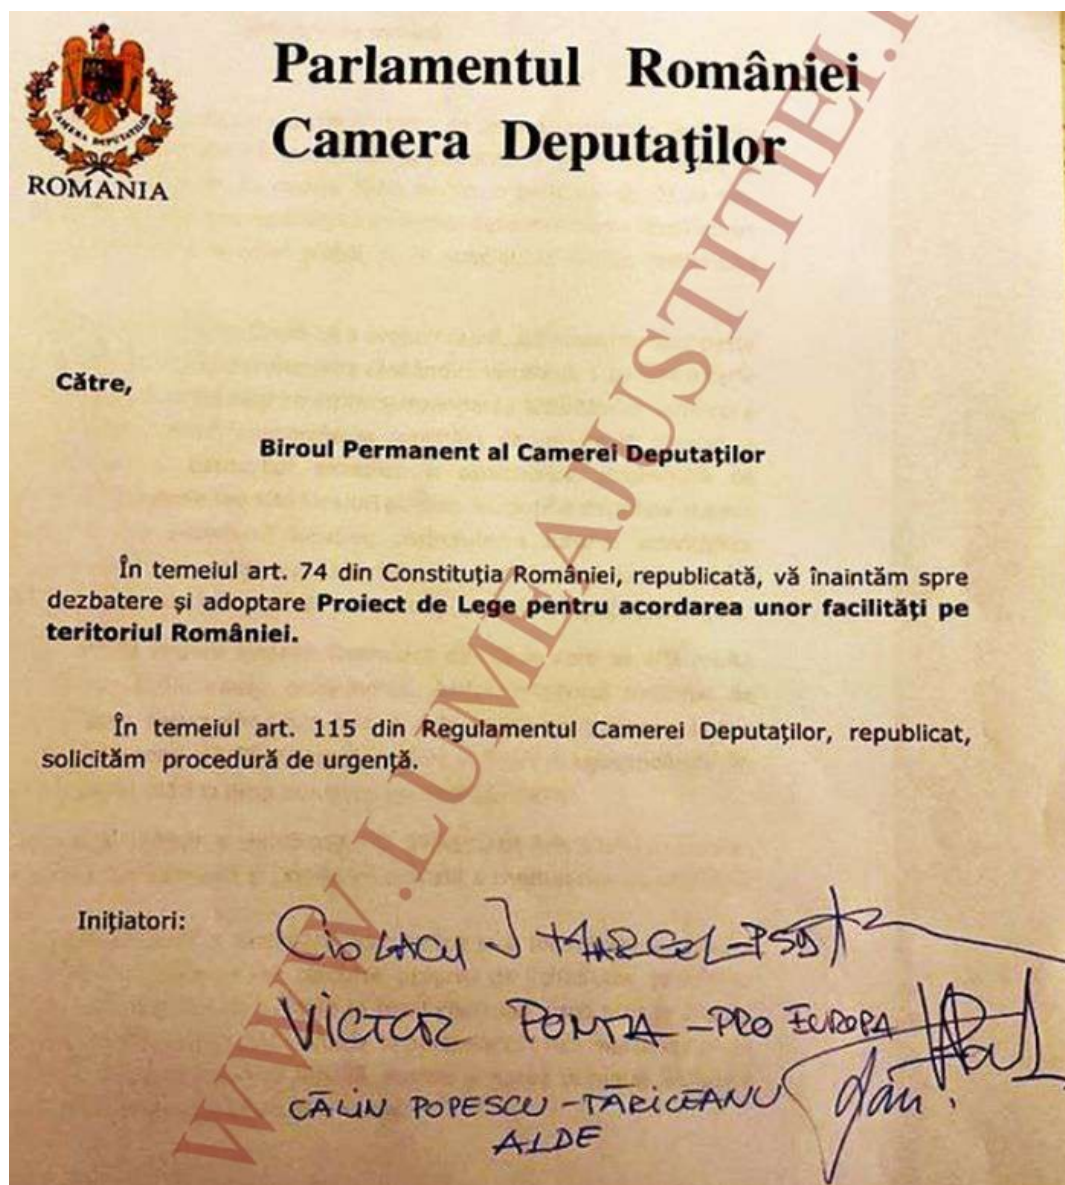 Parlamentul României
Camera Deputaţilor
CAMERA DEPUTAŢILOR
ROMANIA
Către,
Biroul Permanent al Camerei Deputaţilor
În temeiul art. 74 din Constituţia României, republicată, vă înaintăm spre
dezbatere şi adoptare Proiect de Lege pentru acordarea unor facilităţi pe
teritoriul României.
În temeiul art. 115 din Regulamentul Camerei Deputaţilor, republicat,
solicităm procedură de urgenţă.
Iniţiatori:
CIOLACU I MARCEL-PSD
VICTOR PONTA - PRO EUROPA
CĂLIN POPESCU - TĂRICEANU
ALDE
WWW.LUMEAJUSTITIEI.